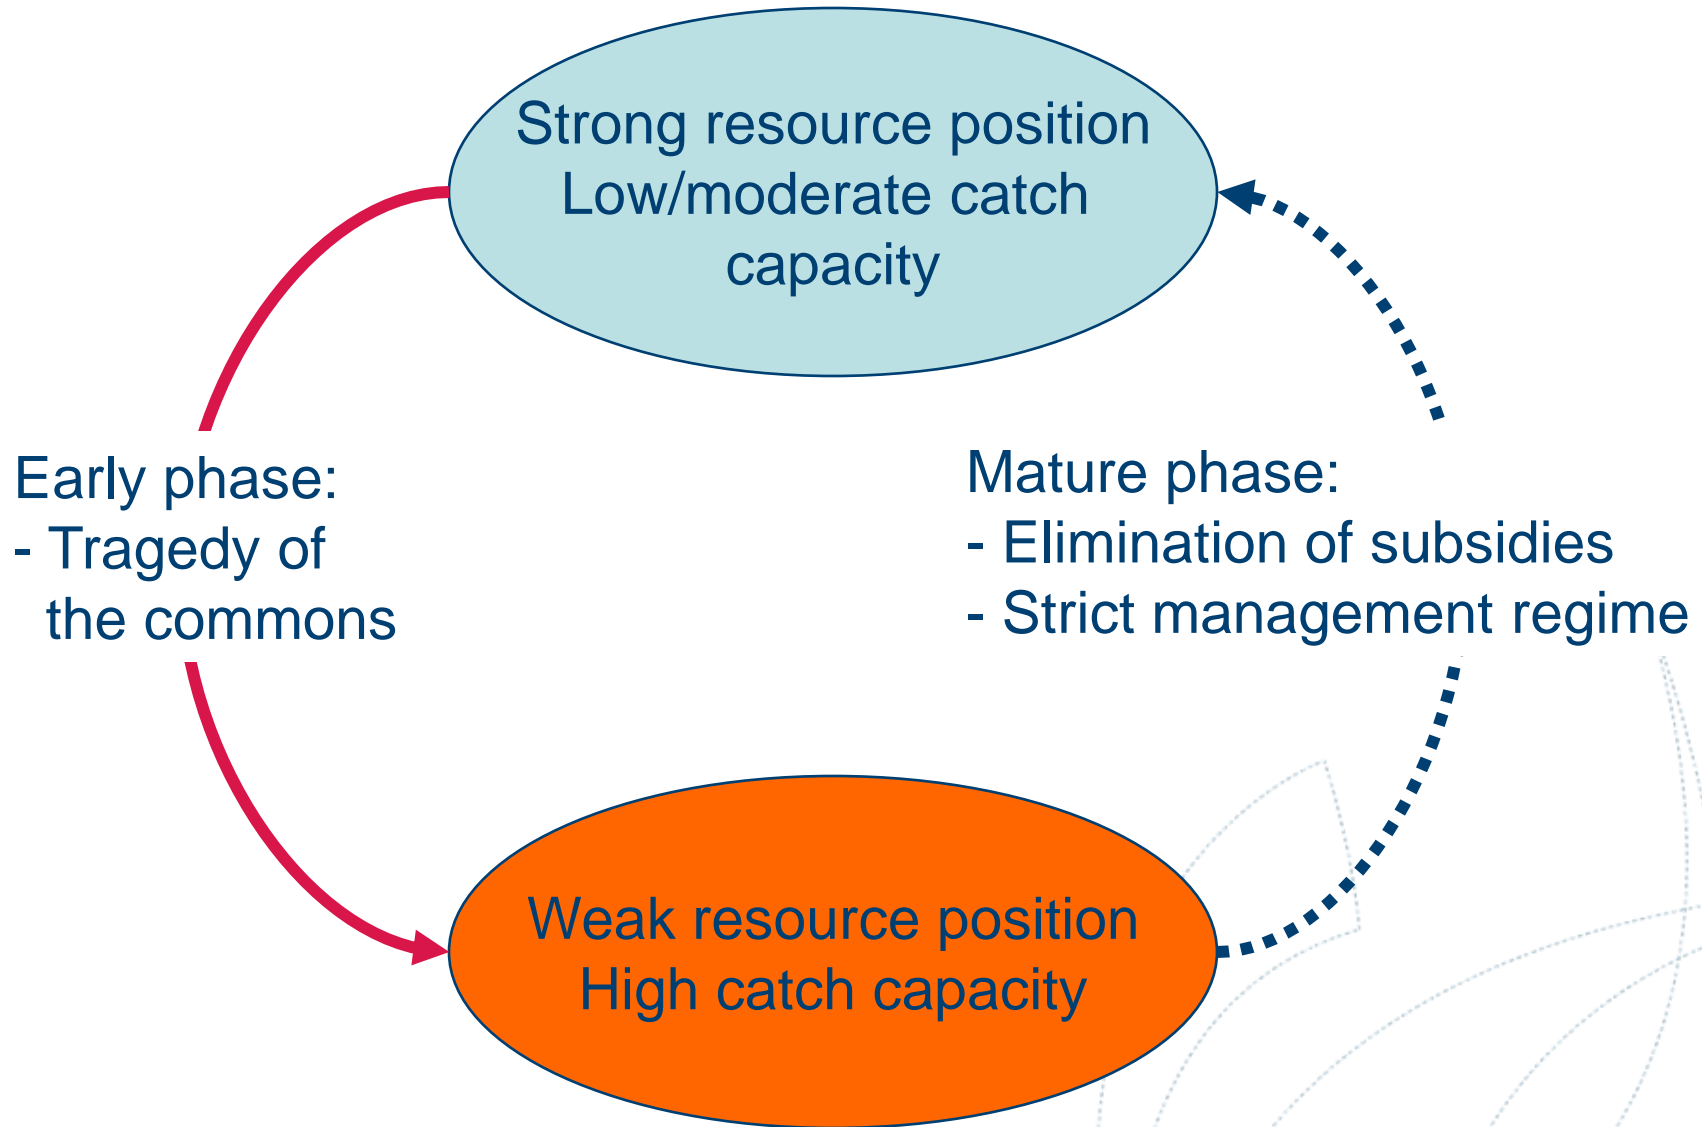 Strong resource position
Low/moderate catch
capacity
Early phase:
- Tragedy of
the commons
Mature phase:
- Elimination of subsidies
- Strict management regime
Weak resource position
High catch capacity